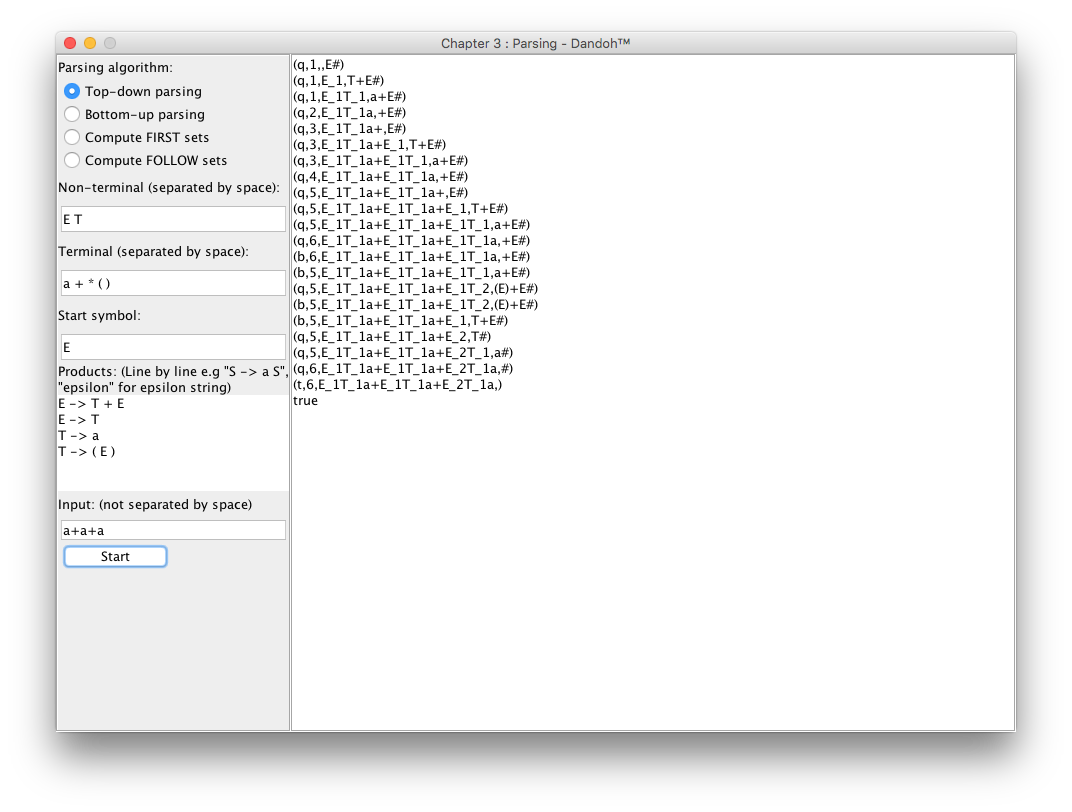 Chapter 3 : Parsing - Dandoh™
Parsing algorithm:
Top-down parsing
Bottom-up parsing
Compute FIRST sets
Compute FOLLOW sets
Non-terminal (separated by space):
E T
Terminal (separated by space):
a + * ( )
Start symbol:
E
Products: (Line by line e.g "S -> a S",
"epsilon" for epsilon string)
E -> T + E
E -> T
T -> a
T -> ( E )
Input: (not separated by space)
a+a+a
Start
(q,1,,E#)
(q,1,E_1,T+E#)
(q,1,E_1T_1,a+E#)
(q,2,E_1T_1a,+E#)
(q,3,E_1T_1a+,E#)
(q,3,E_1T_1a+E_1,T+E#)
(q,3,E_1T_1a+E_1T_1,a+E#)
(q,4,E_1T_1a+E_1T_1a,+E#)
(q,5,E_1T_1a+E_1T_1a+,E#)
(q,5,E_1T_1a+E_1T_1a+E_1,T+E#)
(q,5,E_1T_1a+E_1T_1a+E_1T_1,a+E#)
(q,6,E_1T_1a+E_1T_1a+E_1T_1a,+E#)
(b,6,E_1T_1a+E_1T_1a+E_1T_1a,+E#)
(b,5,E_1T_1a+E_1T_1a+E_1T_1,a+E#)
(q,5,E_1T_1a+E_1T_1a+E_1T_2,(E)+E#)
(b,5,E_1T_1a+E_1T_1a+E_1T_2,(E)+E#)
(b,5,E_1T_1a+E_1T_1a+E_1,T+E#)
(q,5,E_1T_1a+E_1T_1a+E_2,T#)
(q,5,E_1T_1a+E_1T_1a+E_2T_1,a#)
(q,6,E_1T_1a+E_1T_1a+E_2T_1a,#)
(t,6,E_1T_1a+E_1T_1a+E_2T_1a,)
true